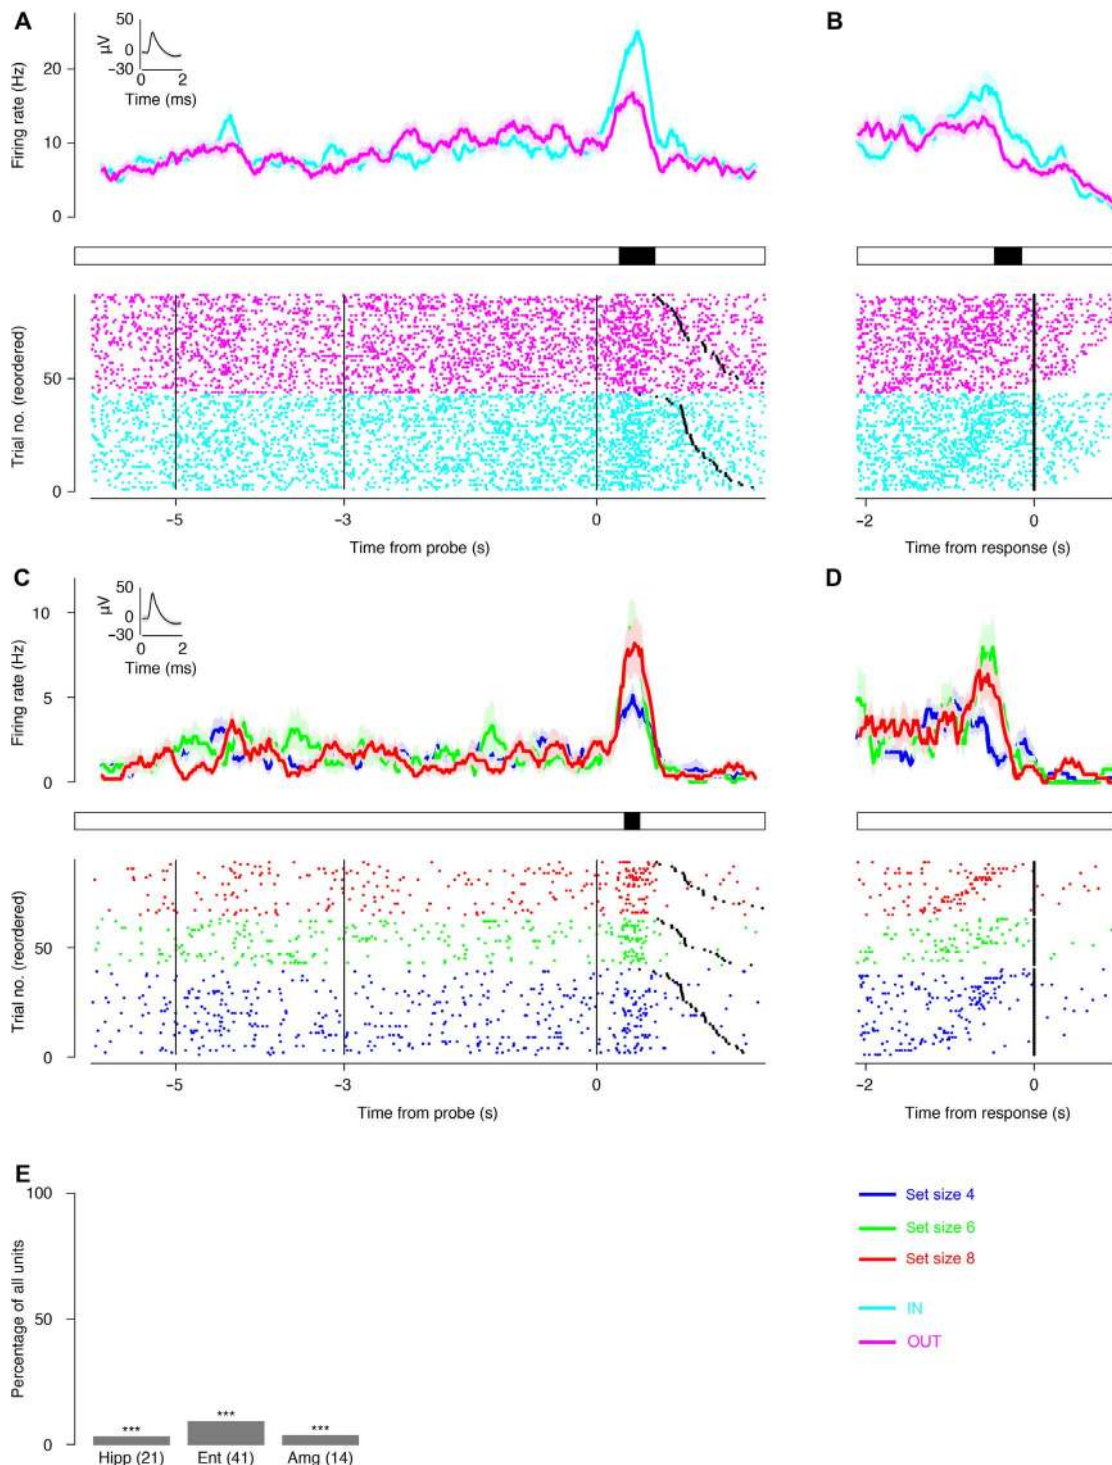 A
B
50
μV
0
−30
0
2
Time (ms)
Firing rate (Hz)
20
10
0
Trial no. (reordered)
50
0
−5
−3
0
−2
0
Time from probe (s)
Time from response (s)
C
D
50
μV
0
−30
0
2
Time (ms)
Firing rate (Hz)
10
5
0
Trial no. (reordered)
50
0
−5
−3
0
−2
0
Time from probe (s)
Time from response (s)
E
Percentage of all units
100
50
0
***
***
***
Hipp (21)
Ent (41)
Amg (14)
Set size 4
Set size 6
Set size 8
IN
OUT